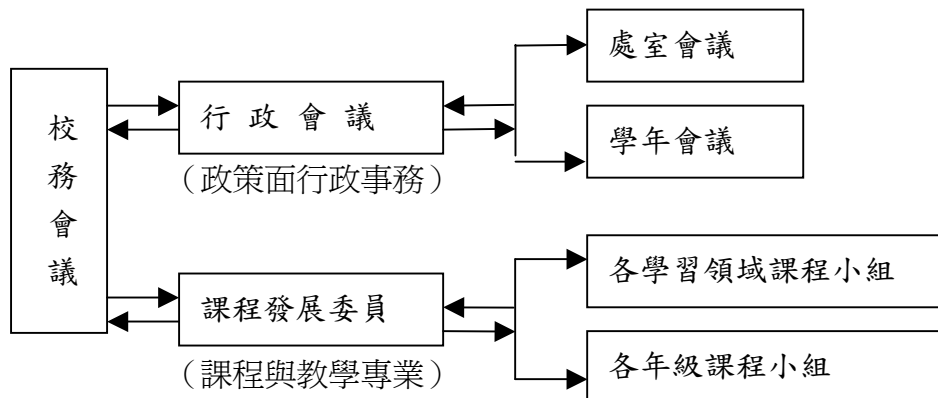 校務會議
行政會議
（政策面行政事務）
處室會議
學年會議
課程發展委員
（課程與教學專業）
各學習領域課程小組
各年級課程小組